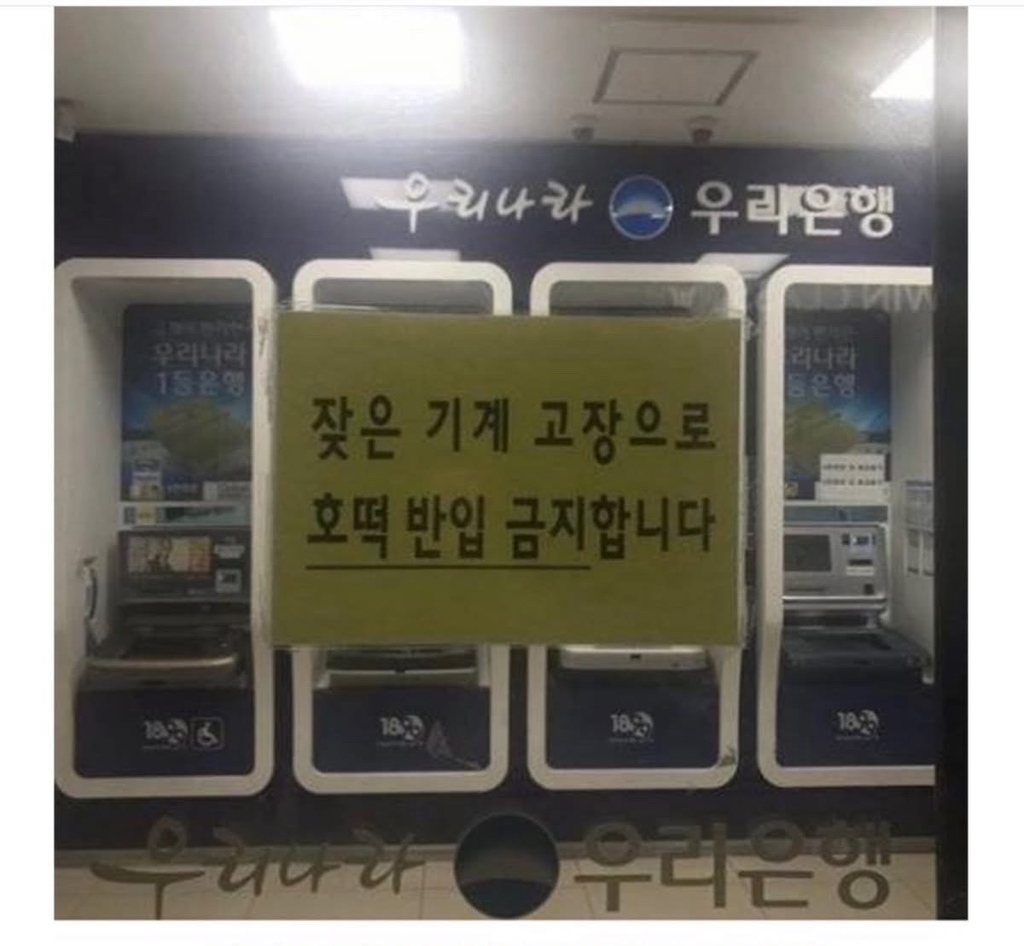 우리나라 우리은행
우리나라
1등은행
우리나라
1등은행
잦은 기계 고장으로
호떡 반입 금지합니다
우리나라 우리은행